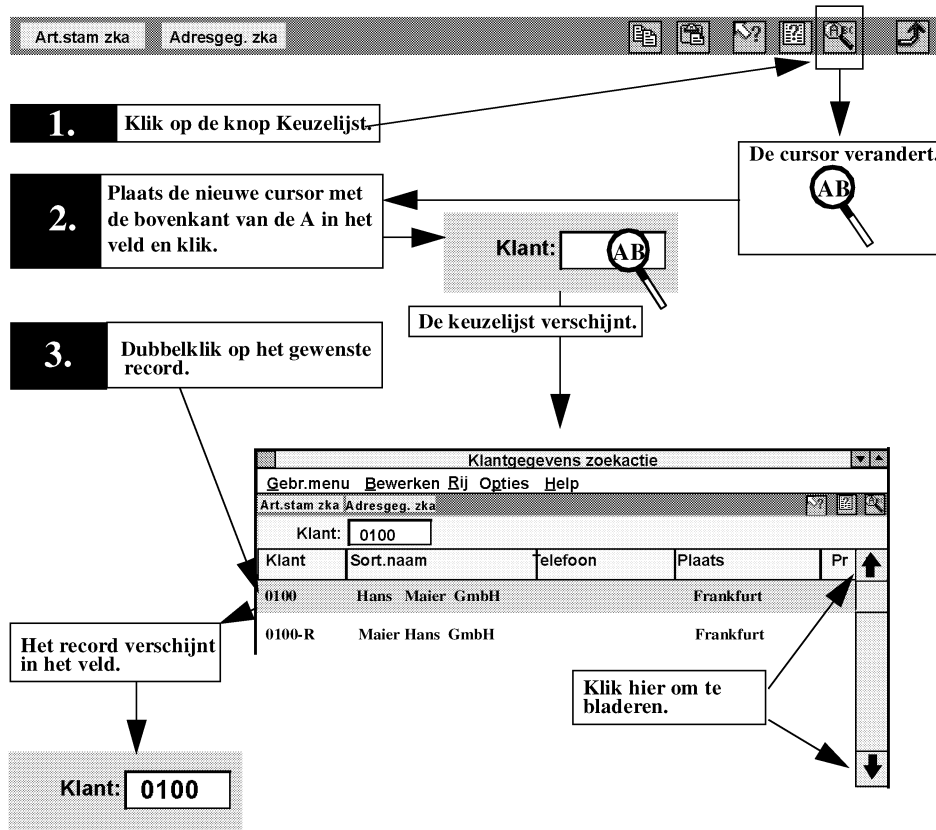 Art.stam zka Adresgeg. zka
1. Klik op de knop Keuzelijst.
De cursor verandert.
AB
2. Plaats de nieuwe cursor met
de bovenkant van de A in het
veld en klik.
Klant: AB
De keuzelijst verschijnt.
3. Dubbelklik op het gewenste
record.
Klantgegevens zoekactie
Gebr.menu Bewerken Rij Opties Help
Art.stam zka Adresgeg. zka
Klant: 0100
Klant Sort.naam Telefoon Plaats Pr
0100 Hans Maier GmbH Frankfurt
0100-R Maier Hans GmbH Frankfurt
Het record verschijnt
in het veld.
Klik hier om te
bladeren.
Klant: 0100